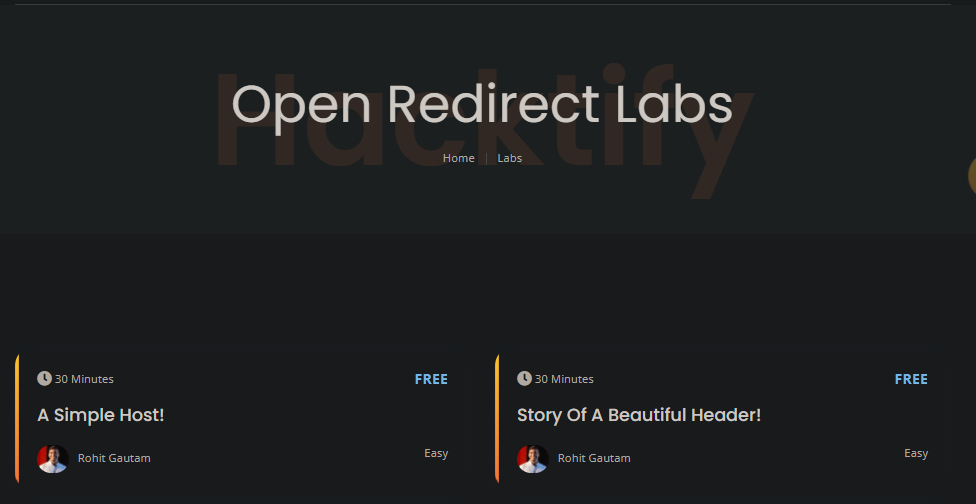 Hacktify
Open Redirect Labs
Home | Labs
30 Minutes FREE
A Simple Host!
Rohit Gautam Easy
30 Minutes FREE
Story Of A Beautiful Header!
Rohit Gautam Easy